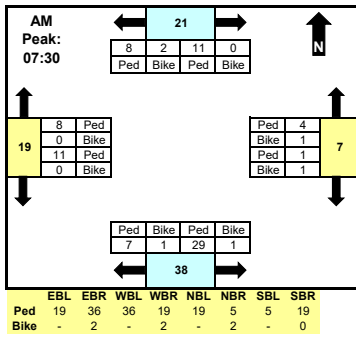 AM
Peak:
07:30
21
N
8 2 11 0
Ped Bike Ped Bike
19
8 Ped
0 Bike
11 Ped
0 Bike
Ped 4
Bike 1
Ped 1
Bike 1
7
Ped Bike Ped Bike
7 1 29 1
38
EBL EBR WBL WBR NBL NBR SBL SBR
Ped 19 36 36 19 19 5 5 19
Bike - 2 - 2 - 2 - 0